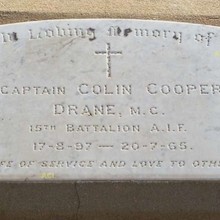 In Loving Memory of
CAPTAIN COLIN COOPER
DRANE, M.C.
15TH BATTALION A.I.F.
17-8-97 — 20-7-65.
OF SERVICE AND LOVE TO